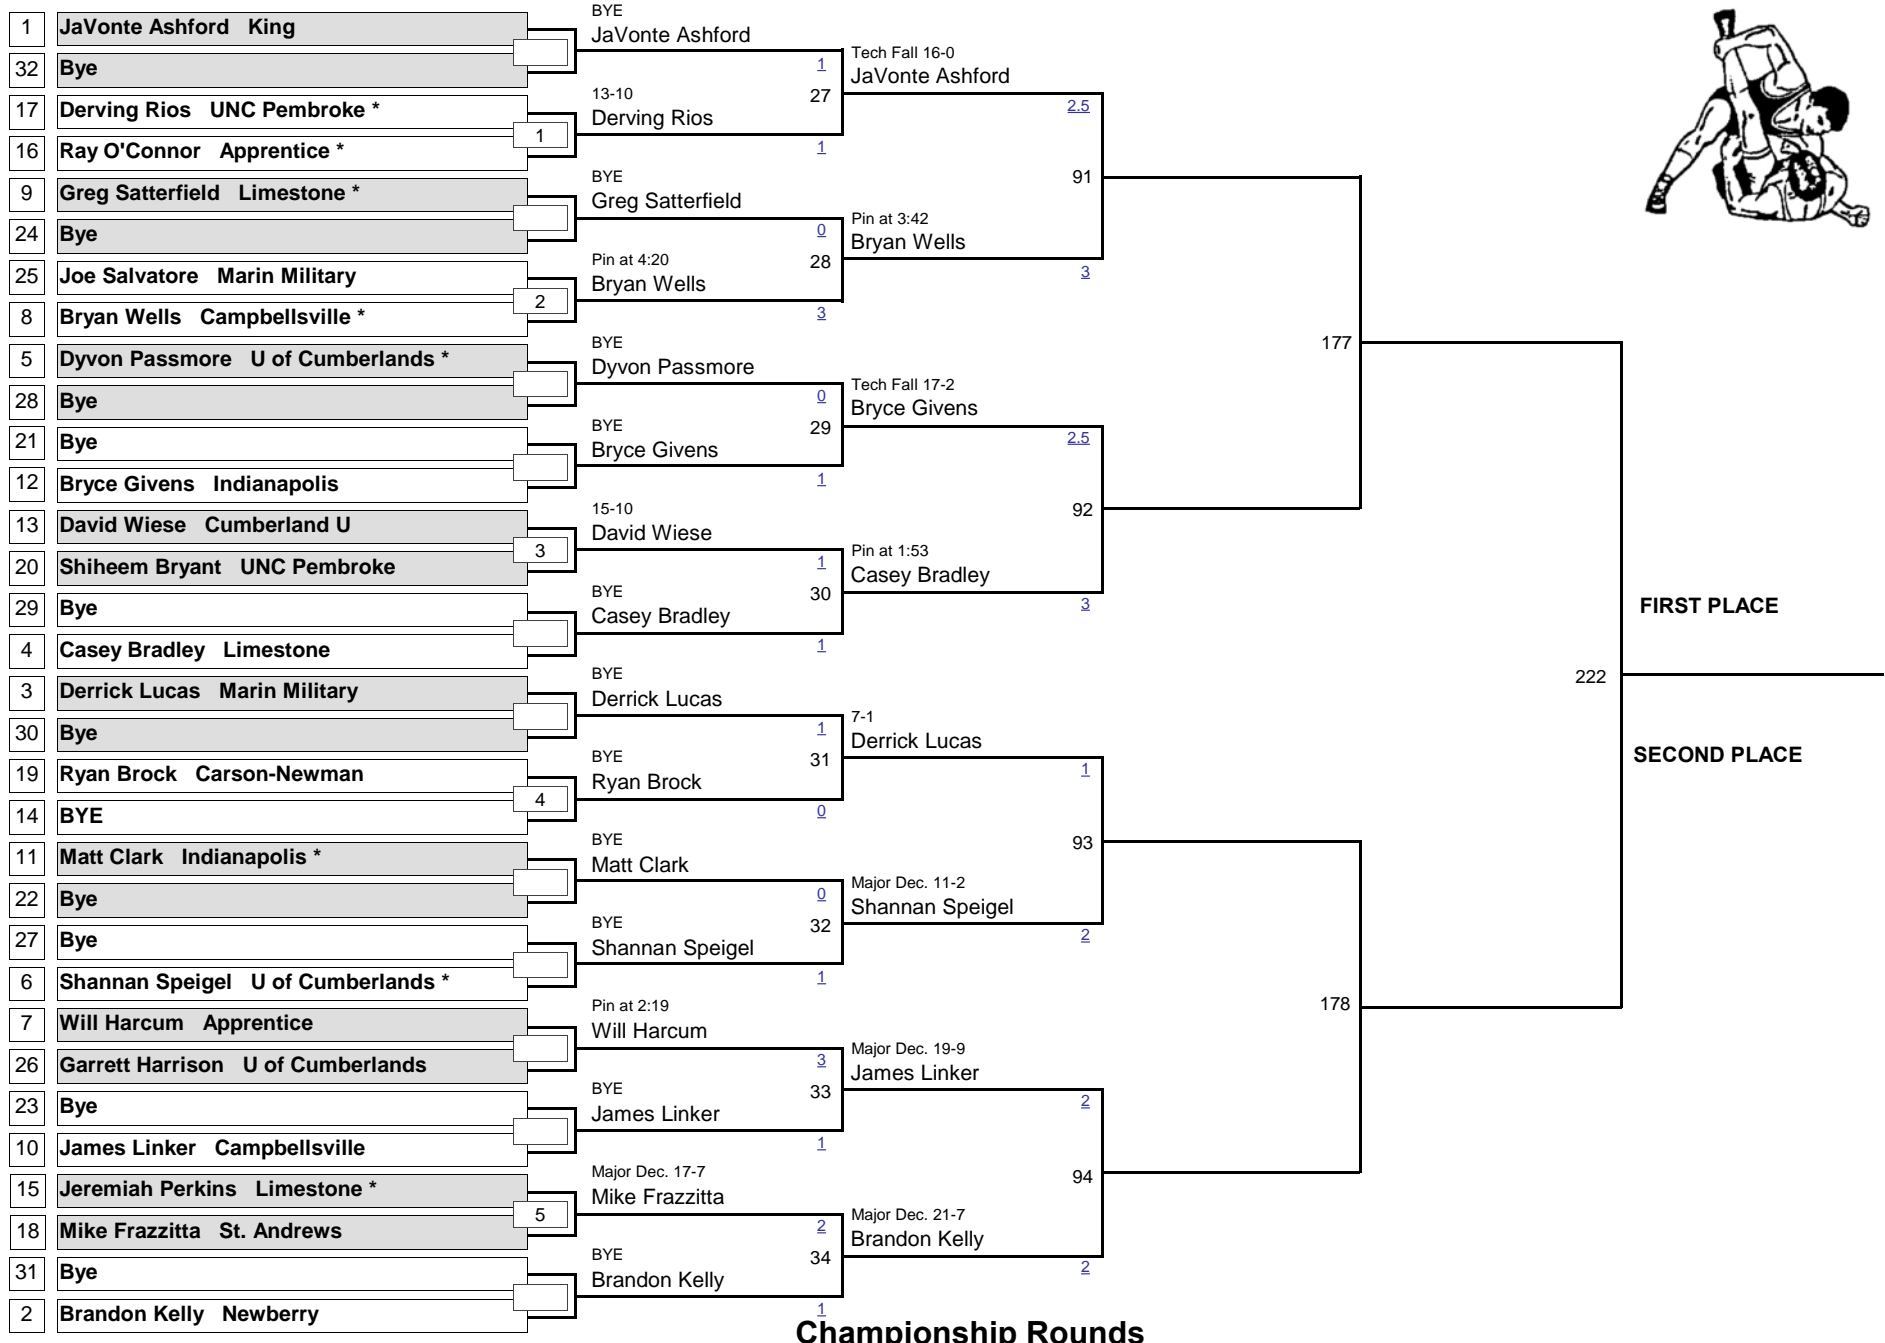 1 JaVonte Ashford King
32 Bye
17 Derving Rios UNC Pembroke *
16 Ray O'Connor Apprentice *
9 Greg Satterfield Limestone *
24 Bye
25 Joe Salvatore Marin Military
8 Bryan Wells Campbellsville *
5 Dyvon Passmore U of Cumberlands *
28 Bye
21 Bye
12 Bryce Givens Indianapolis
13 David Wiese Cumberland U
20 Shiheem Bryant UNC Pembroke
29 Bye
4 Casey Bradley Limestone
3 Derrick Lucas Marin Military
30 Bye
19 Ryan Brock Carson-Newman
14 BYE
11 Matt Clark Indianapolis *
22 Bye
27 Bye
6 Shannan Speigel U of Cumberlands *
7 Will Harcum Apprentice
26 Garrett Harrison U of Cumberlands
23 Bye
10 James Linker Campbellsville
15 Jeremiah Perkins Limestone *
18 Mike Frazzitta St. Andrews
31 Bye
2 Brandon Kelly Newberry
1
2
3
4
5
BYE
JaVonte Ashford
1
27
13-10
Derving Rios
1
BYE
Greg Satterfield
0
28
Pin at 4:20
Bryan Wells
3
BYE
Dyvon Passmore
0
29
BYE
Bryce Givens
1
15-10
David Wiese
1
30
BYE
Casey Bradley
1
BYE
Derrick Lucas
1
31
BYE
Ryan Brock
0
BYE
Matt Clark
0
32
BYE
Shannan Speigel
1
Pin at 2:19
Will Harcum
3
33
BYE
James Linker
1
Major Dec. 17-7
Mike Frazzitta
2
34
BYE
Brandon Kelly
1
Tech Fall 16-0
JaVonte Ashford
2.5
91
Pin at 3:42
Bryan Wells
3
Tech Fall 17-2
Bryce Givens
2.5
92
Pin at 1:53
Casey Bradley
3
7-1
Derrick Lucas
1
93
Major Dec. 11-2
Shannan Speigel
2
Major Dec. 19-9
James Linker
2
94
Major Dec. 21-7
Brandon Kelly
2
177
178
222
FIRST PLACE
SECOND PLACE
Championship Rounds